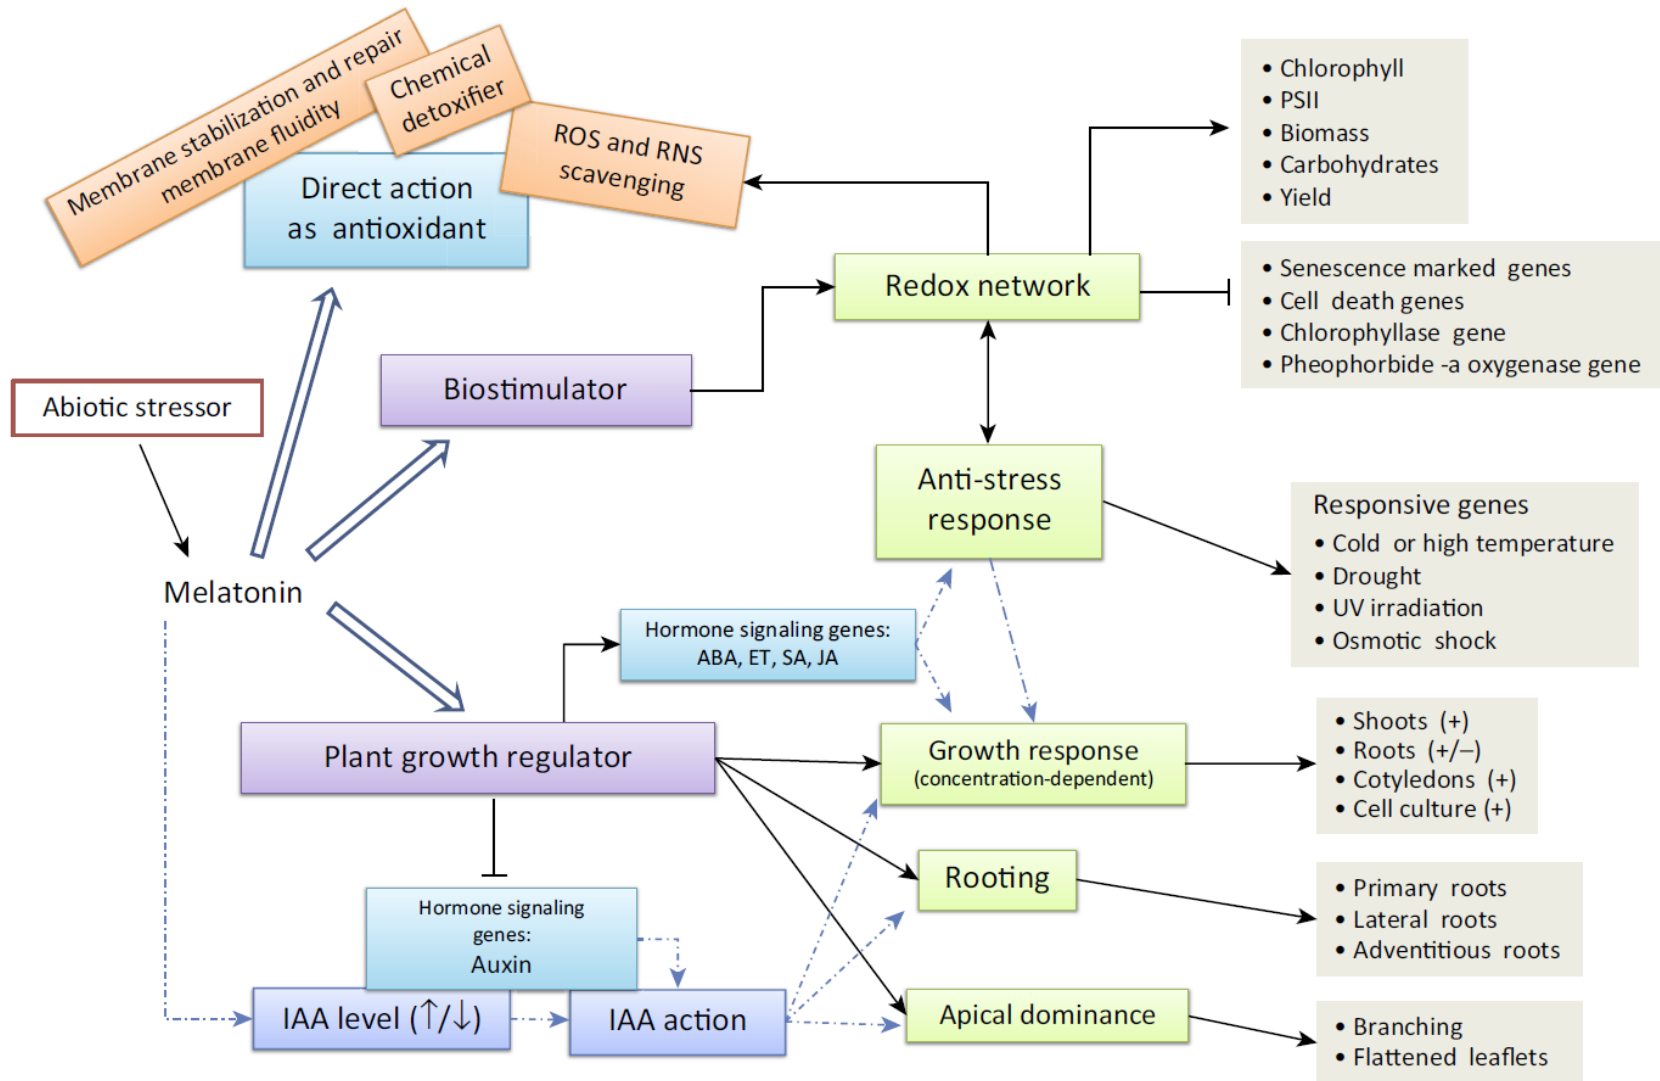 Membrane stabilization and repair
membrane fluidity
Chemical
detoxifier
ROS and RNS
scavenging
Direct action
as antioxidant
• Chlorophyll
• PSII
• Biomass
• Carbohydrates
• Yield
Redox network
• Senescence marked genes
• Cell death genes
• Chlorophyllase gene
• Pheophorbide -a oxygenase gene
Biostimulator
Abiotic stressor
Anti-stress
response
Responsive genes
• Cold or high temperature
• Drought
• UV irradiation
• Osmotic shock
Melatonin
Hormone signaling genes:
ABA, ET, SA, JA
Plant growth regulator
Growth response
(concentration-dependent)
• Shoots (+)
• Roots (+/−)
• Cotyledons (+)
• Cell culture (+)
Rooting
• Primary roots
• Lateral roots
• Adventitious roots
Hormone signaling
genes:
Auxin
IAA level (↑/↓)
IAA action
Apical dominance
• Branching
• Flattened leaflets